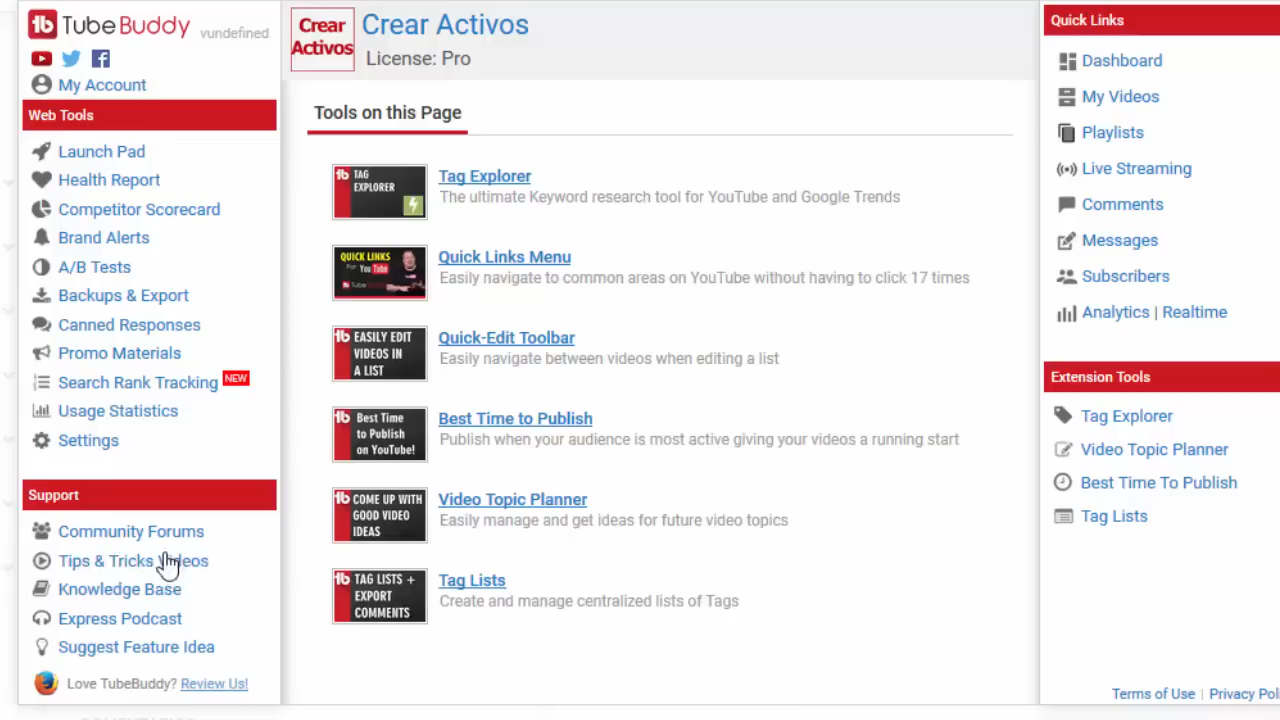 TubeBuddy vundefined
My Account
Web Tools
Launch Pad
Health Report
Competitor Scorecard
Brand Alerts
A/B Tests
Backups & Export
Canned Responses
Promo Materials
Search Rank Tracking NEW
Usage Statistics
Settings
Support
Community Forums
Tips & Tricks Videos
Knowledge Base
Express Podcast
Suggest Feature Idea
Love TubeBuddy? Review Us!
Crear
Activos
Crear Activos
License: Pro
Tools on this Page
TAG
EXPLORER
Tag Explorer
The ultimate Keyword research tool for YouTube and Google Trends
QUICK LINKS
For YouTube
Quick Links Menu
Easily navigate to common areas on YouTube without having to click 17 times
EASILY EDIT
VIDEOS IN
A LIST
Quick-Edit Toolbar
Easily navigate between videos when editing a list
Best Time
to Publish
on YouTube!
Best Time to Publish
Publish when your audience is most active giving your videos a running start
COME UP WITH
GOOD VIDEO
IDEAS
Video Topic Planner
Easily manage and get ideas for future video topics
TAG LISTS +
EXPORT
COMMENTS
Tag Lists
Create and manage centralized lists of Tags
Quick Links
Dashboard
My Videos
Playlists
Live Streaming
Comments
Messages
Subscribers
Analytics | Realtime
Extension Tools
Tag Explorer
Video Topic Planner
Best Time To Publish
Tag Lists
Terms of Use | Privacy Pol